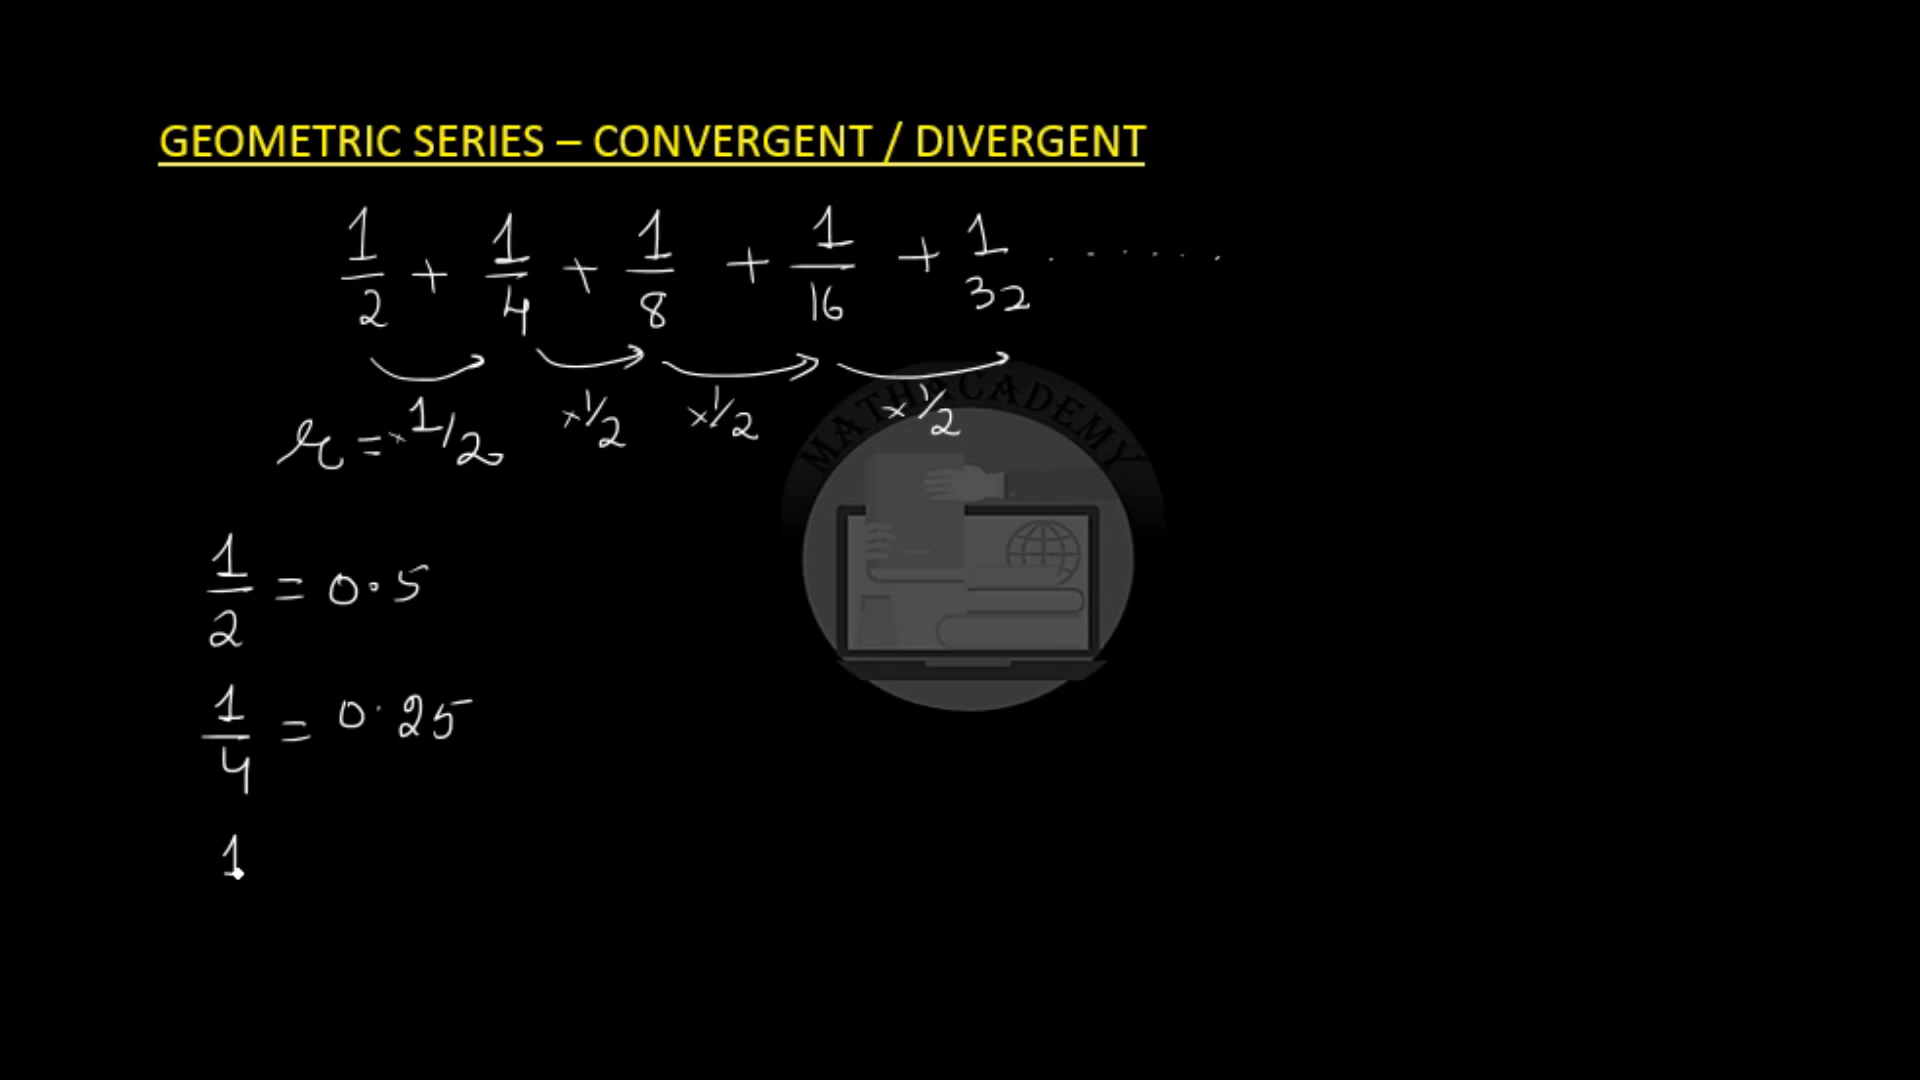 GEOMETRIC SERIES – CONVERGENT / DIVERGENT
1/2 + 1/4 + 1/8 + 1/16 + 1/32 . . . . . .
r = ×1/2 ×1/2 ×1/2 ×1/2
MATHACADEMY
1/2 = 0.5
1/4 = 0.25
1